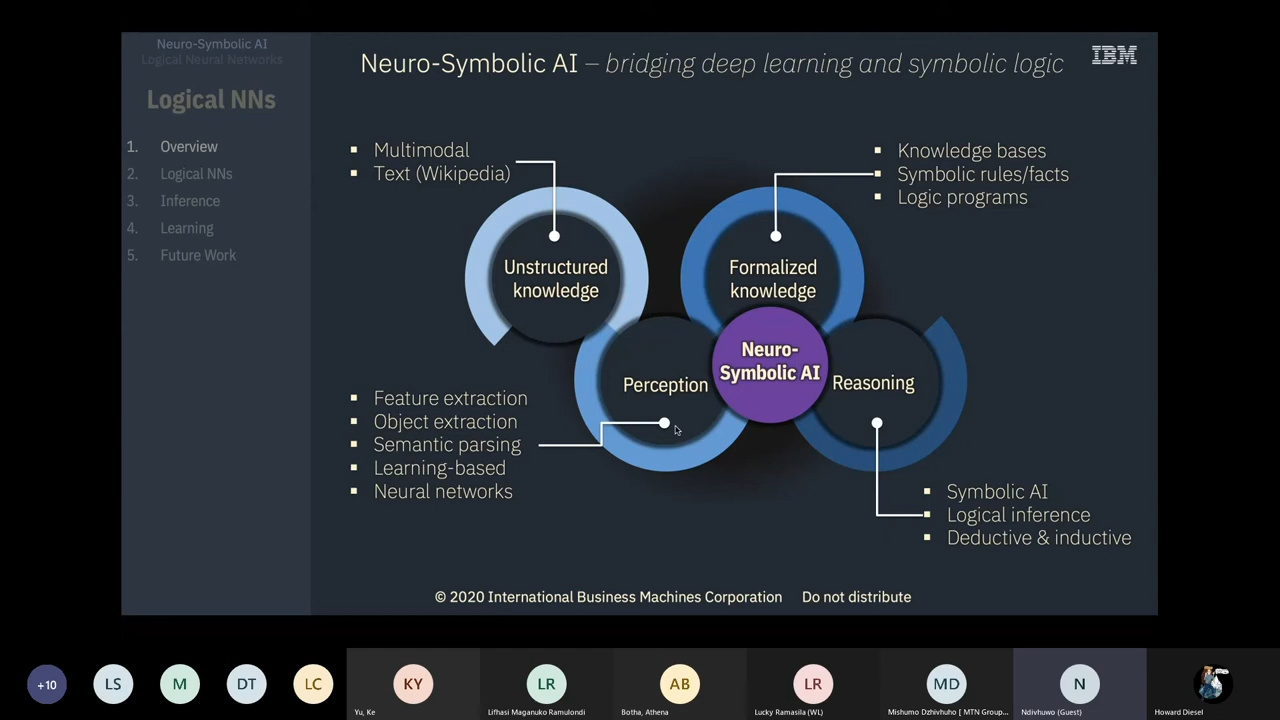 Neuro-Symbolic AI
Logical Neural Networks
Logical NNs
1. Overview
2. Logical NNs
3. Inference
4. Learning
5. Future Work
Neuro-Symbolic AI – bridging deep learning and symbolic logic
IBM
Multimodal
Text (Wikipedia)
Knowledge bases
Symbolic rules/facts
Logic programs
Unstructured
knowledge
Formalized
knowledge
Perception
Neuro-
Symbolic AI
Reasoning
Feature extraction
Object extraction
Semantic parsing
Learning-based
Neural networks
Symbolic AI
Logical inference
Deductive & inductive
© 2020 International Business Machines Corporation Do not distribute
+10
LS
M
DT
LC
KY
Yu, Ke
LR
Lifhasi Maganuko Ramulondi
AB
Botha, Athena
LR
Lucky Ramasila (WL)
MD
Mishumo Dzhivhuho [ MTN Group...
N
Ndivhuwo (Guest)
Howard Diesel